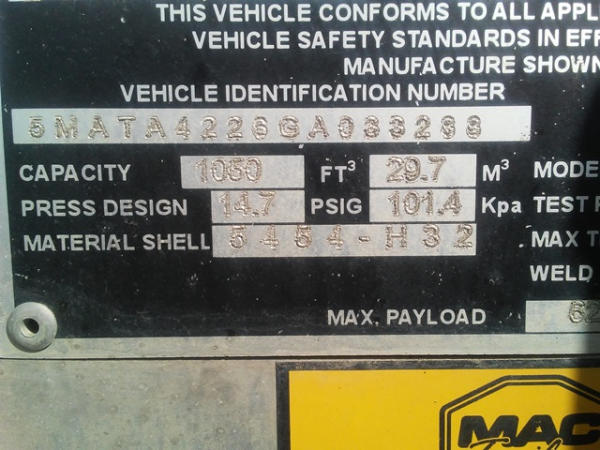 THIS VEHICLE CONFORMS TO ALL APPL
VEHICLE SAFETY STANDARDS IN EFF
MANUFACTURE SHOWN
VEHICLE IDENTIFICATION NUMBER
5MATA4226GA033288
CAPACITY 1050 FT³ 29.7 M³ MODE
PRESS DESIGN 14.7 PSIG 101.4 Kpa TEST P
MATERIAL SHELL 5454-H32 MAX T
WELD
MAX. PAYLOAD 62
MAC